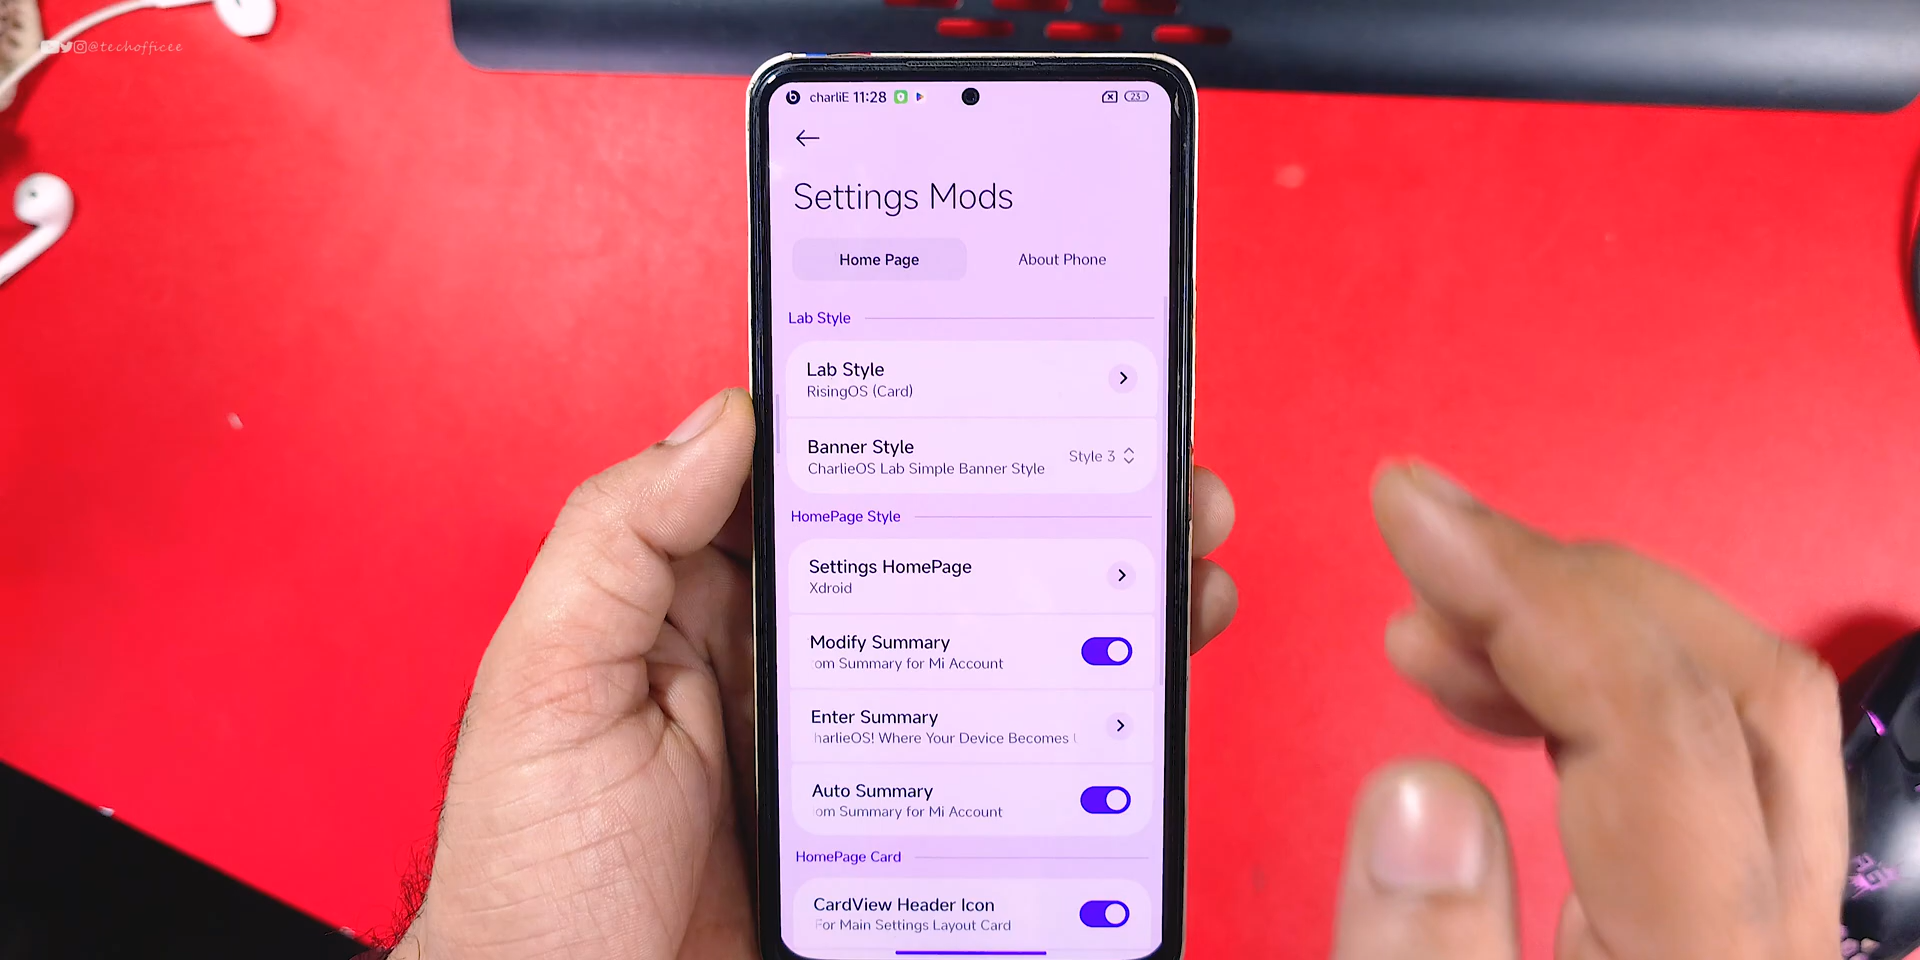 @techofficee
charliE 11:28
23
Settings Mods
Home Page
About Phone
Lab Style
Lab Style
RisingOS (Card)
Banner Style
CharlieOS Lab Simple Banner Style
Style 3
HomePage Style
Settings HomePage
Xdroid
Modify Summary
om Summary for Mi Account
Enter Summary
harlieOS! Where Your Device Becomes
Auto Summary
om Summary for Mi Account
HomePage Card
CardView Header Icon
For Main Settings Layout Card